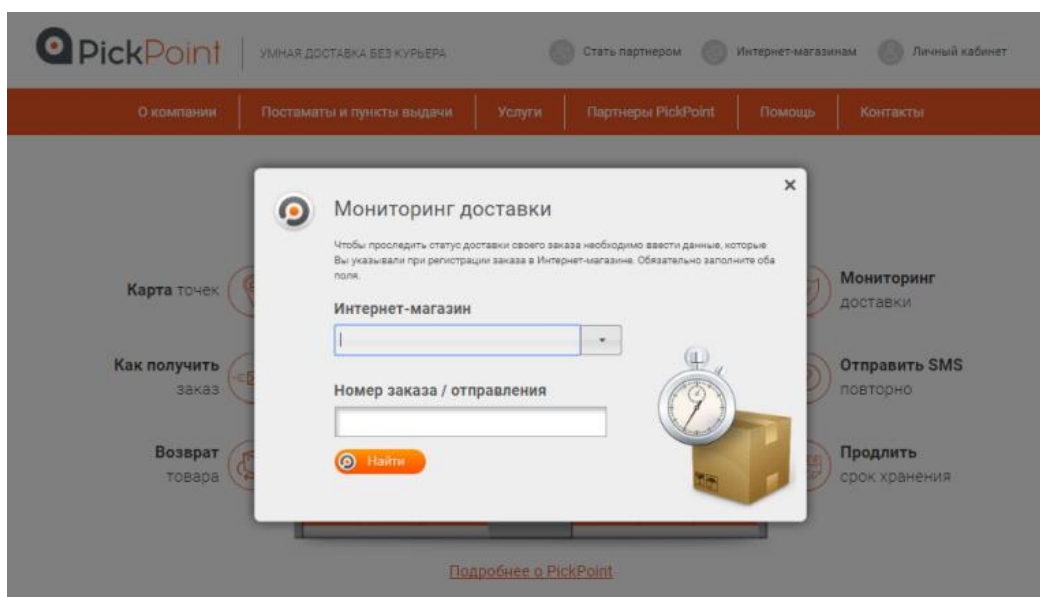 PickPoint
УМНАЯ ДОСТАВКА БЕЗ КУРЬЕРА
Стать партнером
Интернет-магазинам
Личный кабинет
О компании
Постаматы и пункты выдачи
Услуги
Партнеры PickPoint
Помощь
Контакты
Мониторинг доставки
Чтобы проследить статус доставки своего заказа необходимо ввести данные, которые
Вы указывали при регистрации заказа в Интернет-магазине. Обязательно заполните оба
поля.
Интернет-магазин
Номер заказа / отправления
Найти
Карта точек
Как получить
заказ
Возврат
товара
Мониторинг
доставки
Отправить SMS
повторно
Продлить
срок хранения
Подробнее о PickPoint